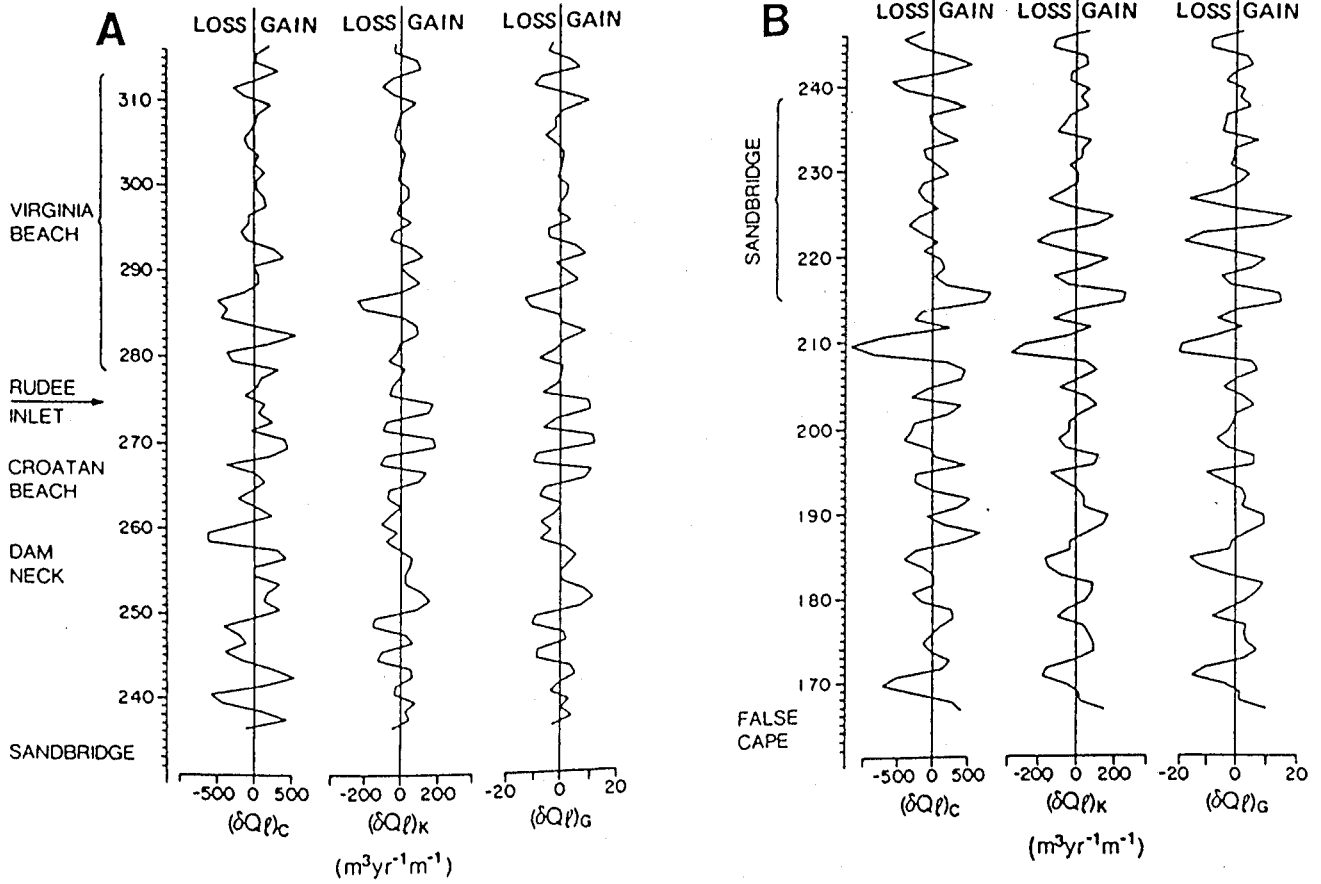 A
LOSS GAIN LOSS GAIN LOSS GAIN
310
300
VIRGINIA
BEACH
290
280
RUDEE
INLET
270
CROATAN
BEACH
260
DAM
NECK
250
240
SANDBRIDGE
-500 0 500 -200 0 200 -20 0 20
(δQℓ)C (δQℓ)K (δQℓ)G
(m³yr⁻¹m⁻¹)
B
LOSS GAIN LOSS GAIN LOSS GAIN
240
SANDBRIDGE
230
220
210
200
190
180
170
FALSE
CAPE
-500 0 500 -200 0 200 -20 0 20
(δQℓ)C (δQℓ)K (δQℓ)G
(m³yr⁻¹m⁻¹)